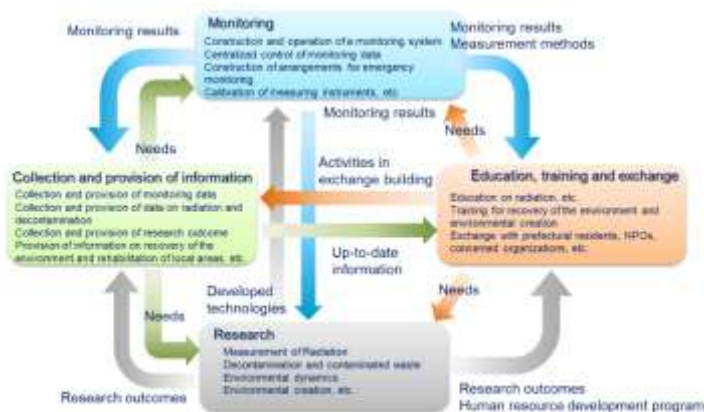 Monitoring
Construction and operation of a monitoring system
Centralized control of monitoring data
Construction of arrangements for emergency
monitoring
Calibration of measuring instruments, etc.
Monitoring results
Monitoring results
Measurement methods
Monitoring results
Needs
Needs
Collection and provision of information
Collection and provision of monitoring data
Collection and provision of data on radiation and
decontamination
Collection and provision of research outcome
Provision of information on recovery of the
environment and rehabilitation of local areas, etc.
Activities in
exchange building
Education, training and exchange
Education on radiation, etc.
Training for recovery of the environment and
environmental creation
Exchange with prefectural residents, NPOs,
concerned organizations, etc.
Up-to-date
information
Developed
technologies
Needs
Needs
Research
Measurement of Radiation
Decontamination and contaminated waste
Environmental dynamics
Environmental creation, etc.
Research outcomes
Research outcomes
Human resource development program